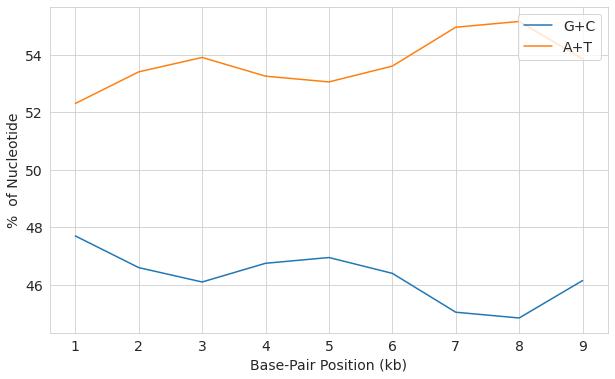 G+C
A+T
54
52
50
48
46
% of Nucleotide
1 2 3 4 5 6 7 8 9
Base-Pair Position (kb)